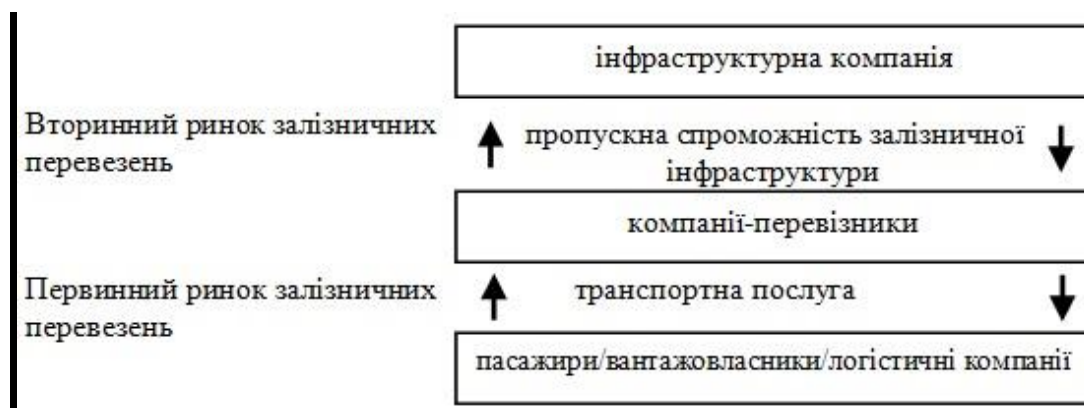 інфраструктурна компанія
Вторинний ринок залізничних
перевезень
пропускна спроможність залізничної
інфраструктури
компанії-перевізники
Первинний ринок залізничних
перевезень
транспортна послуга
пасажири/вантажовласники/логістичні компанії